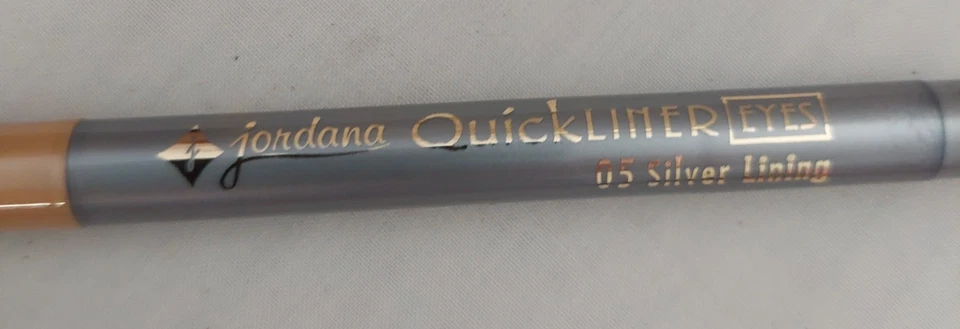 jordana QuickLINER EYES
05 Silver Lining